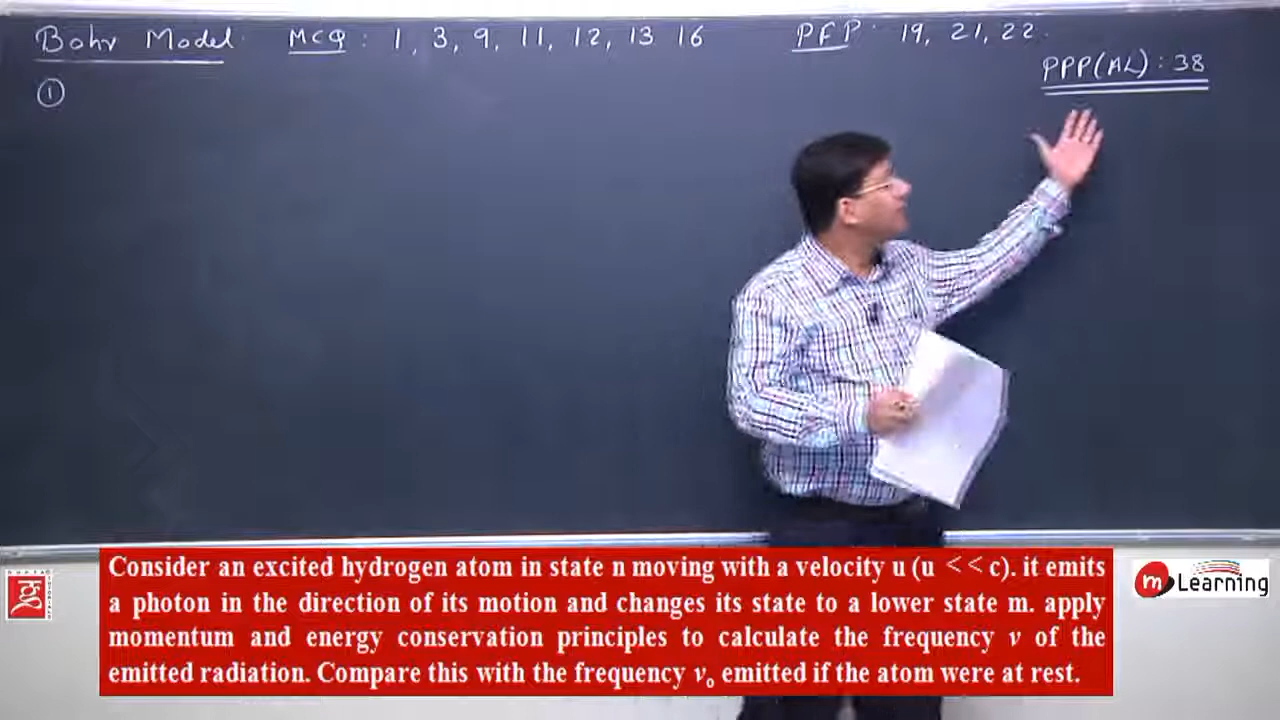 Bohr Model. MCQ : 1, 3, 9, 11, 12, 13 16 PFP 19, 21, 22.
PPP(AL) : 38
1
Consider an excited hydrogen atom in state n moving with a velocity u (u << c). it emits
a photon in the direction of its motion and changes its state to a lower state m. apply
momentum and energy conservation principles to calculate the frequency ν of the
emitted radiation. Compare this with the frequency ν₀ emitted if the atom were at rest.
m Learning